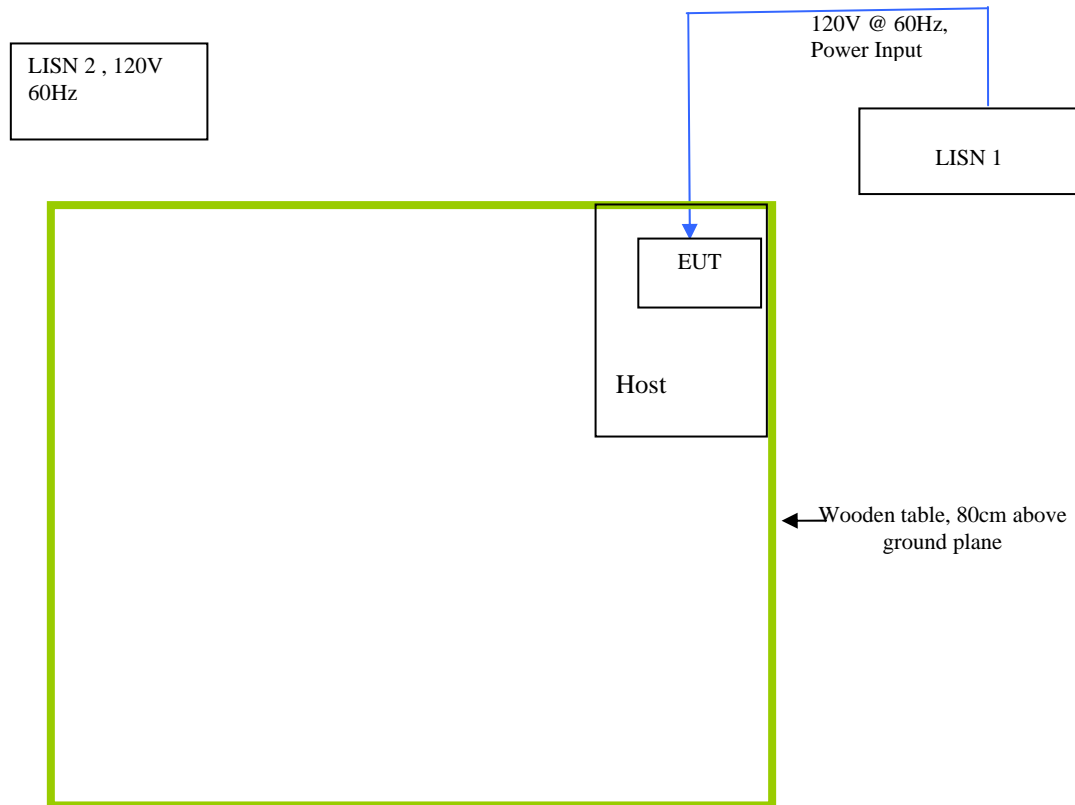 120V @ 60Hz,
Power Input
LISN 2 , 120V
60Hz
LISN 1
EUT
Host
Wooden table, 80cm above
ground plane